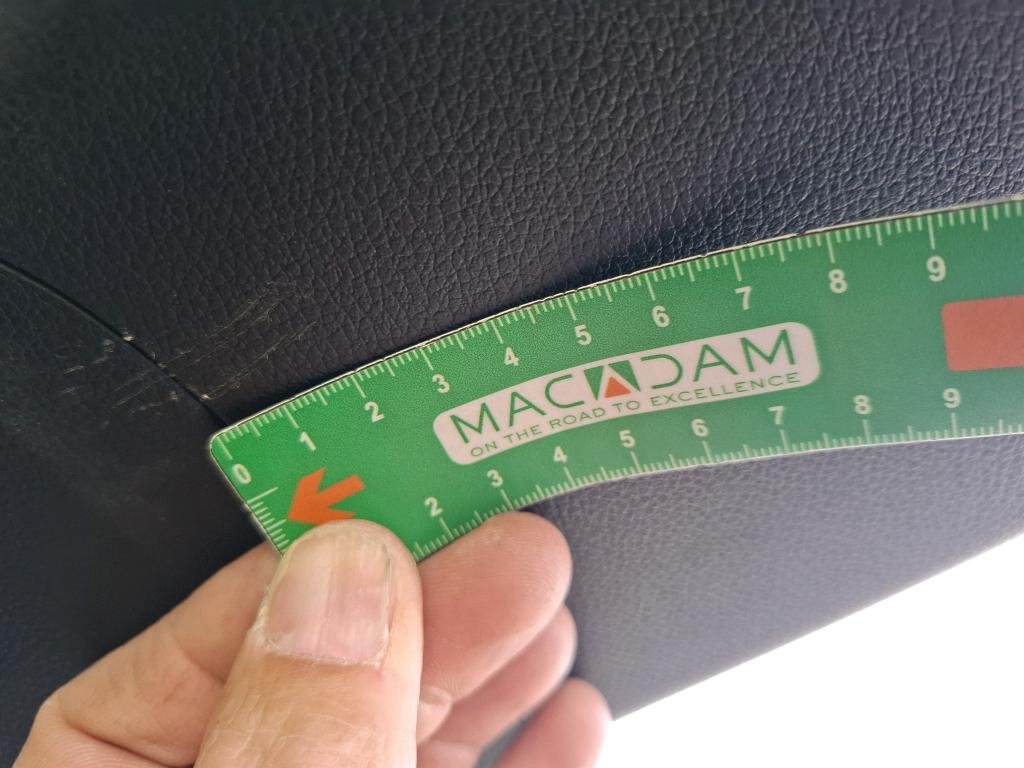 0 1 2 3 4 5 6 7 8 9
MACADAM
ON THE ROAD TO EXCELLENCE
2 3 4 5 6 7 8 9